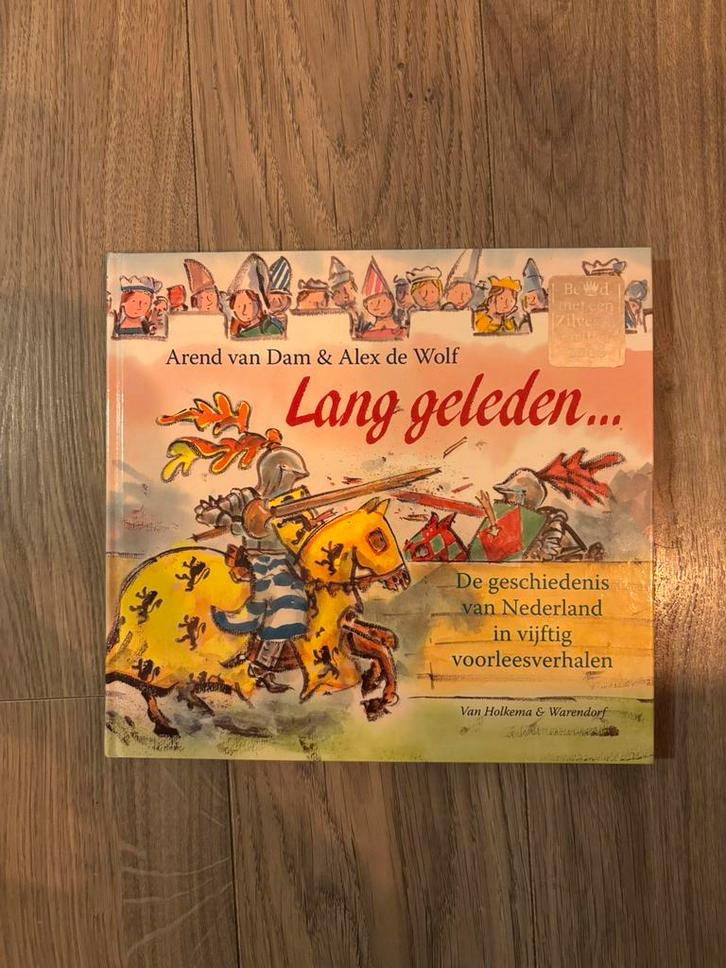 Arend van Dam & Alex de Wolf
Lang geleden...
De geschiedenis
van Nederland
in vijftig
voorleesverhalen
Van Holkema & Warendorf